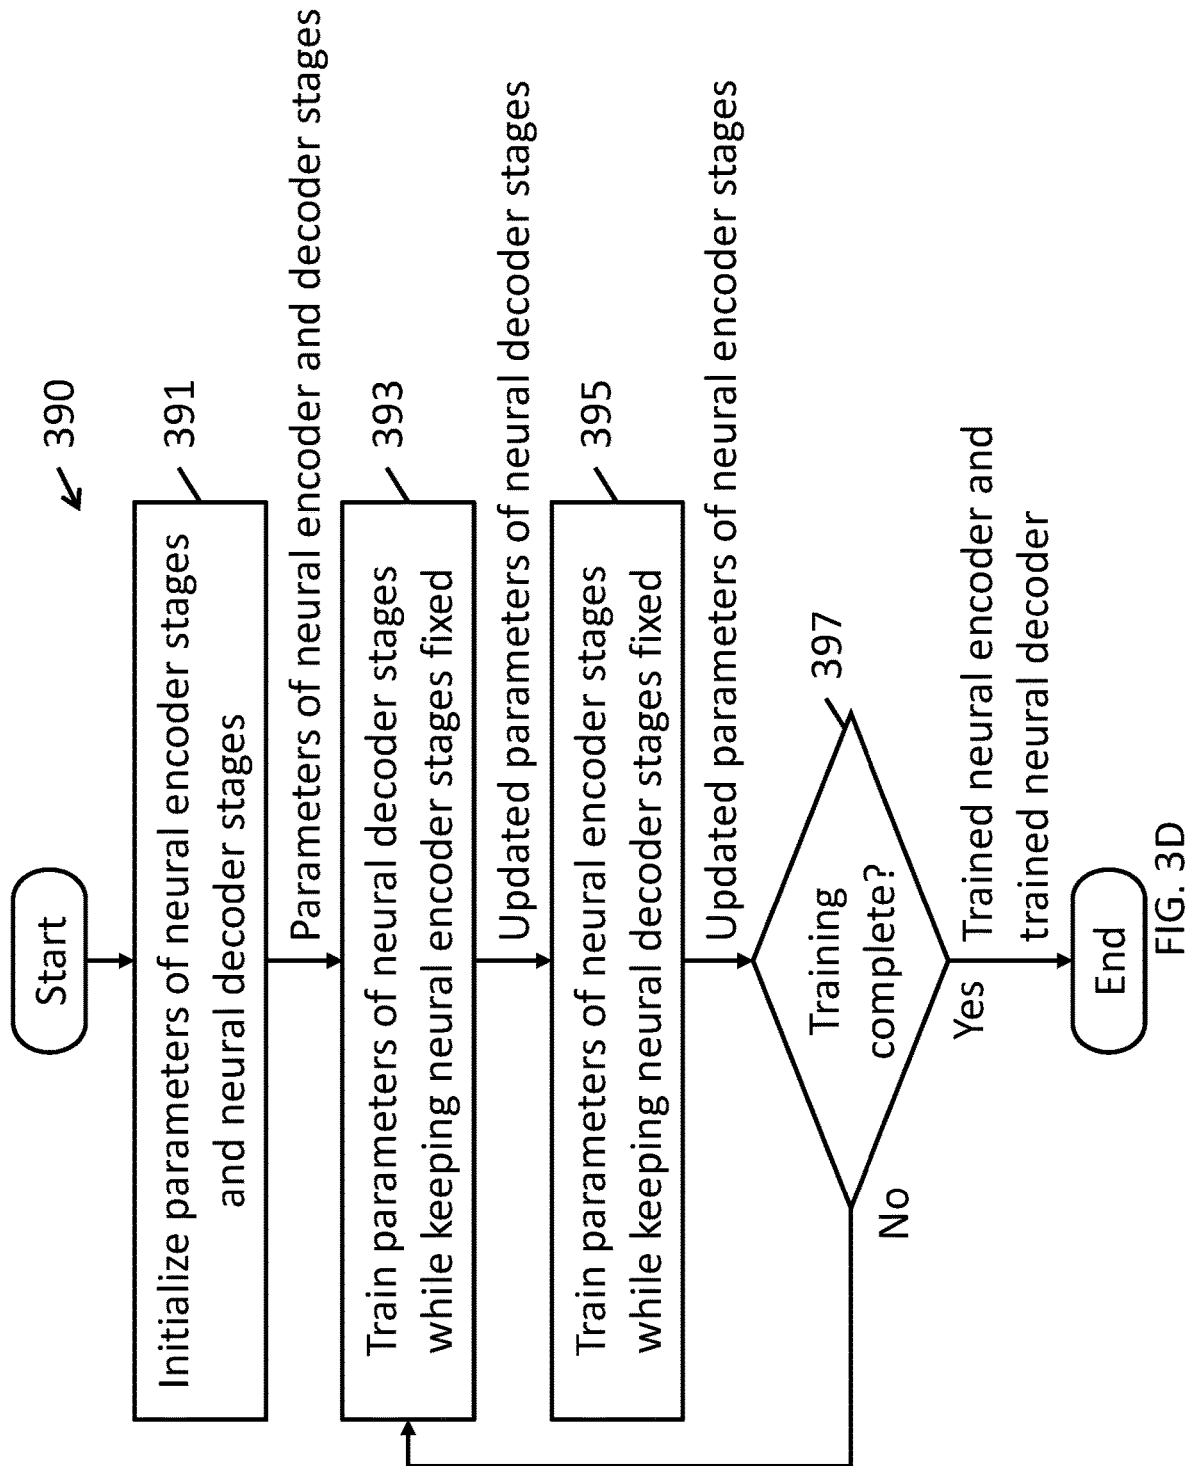 390
Start
Initialize parameters of neural encoder stages
and neural decoder stages
391
Parameters of neural encoder and decoder stages
Train parameters of neural decoder stages
while keeping neural encoder stages fixed
393
Updated parameters of neural decoder stages
Train parameters of neural encoder stages
while keeping neural decoder stages fixed
395
Updated parameters of neural encoder stages
Training
complete?
397
No
Yes
Trained neural encoder and
trained neural decoder
End
FIG. 3D